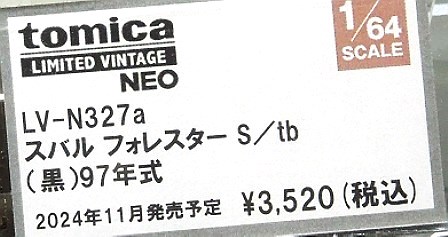 tomica
LIMITED VINTAGE
NEO
1/64
SCALE
LV-N327a
スバル フォレスター S/tb
(黒)97年式
2024年11月発売予定 ¥3,520(税込)